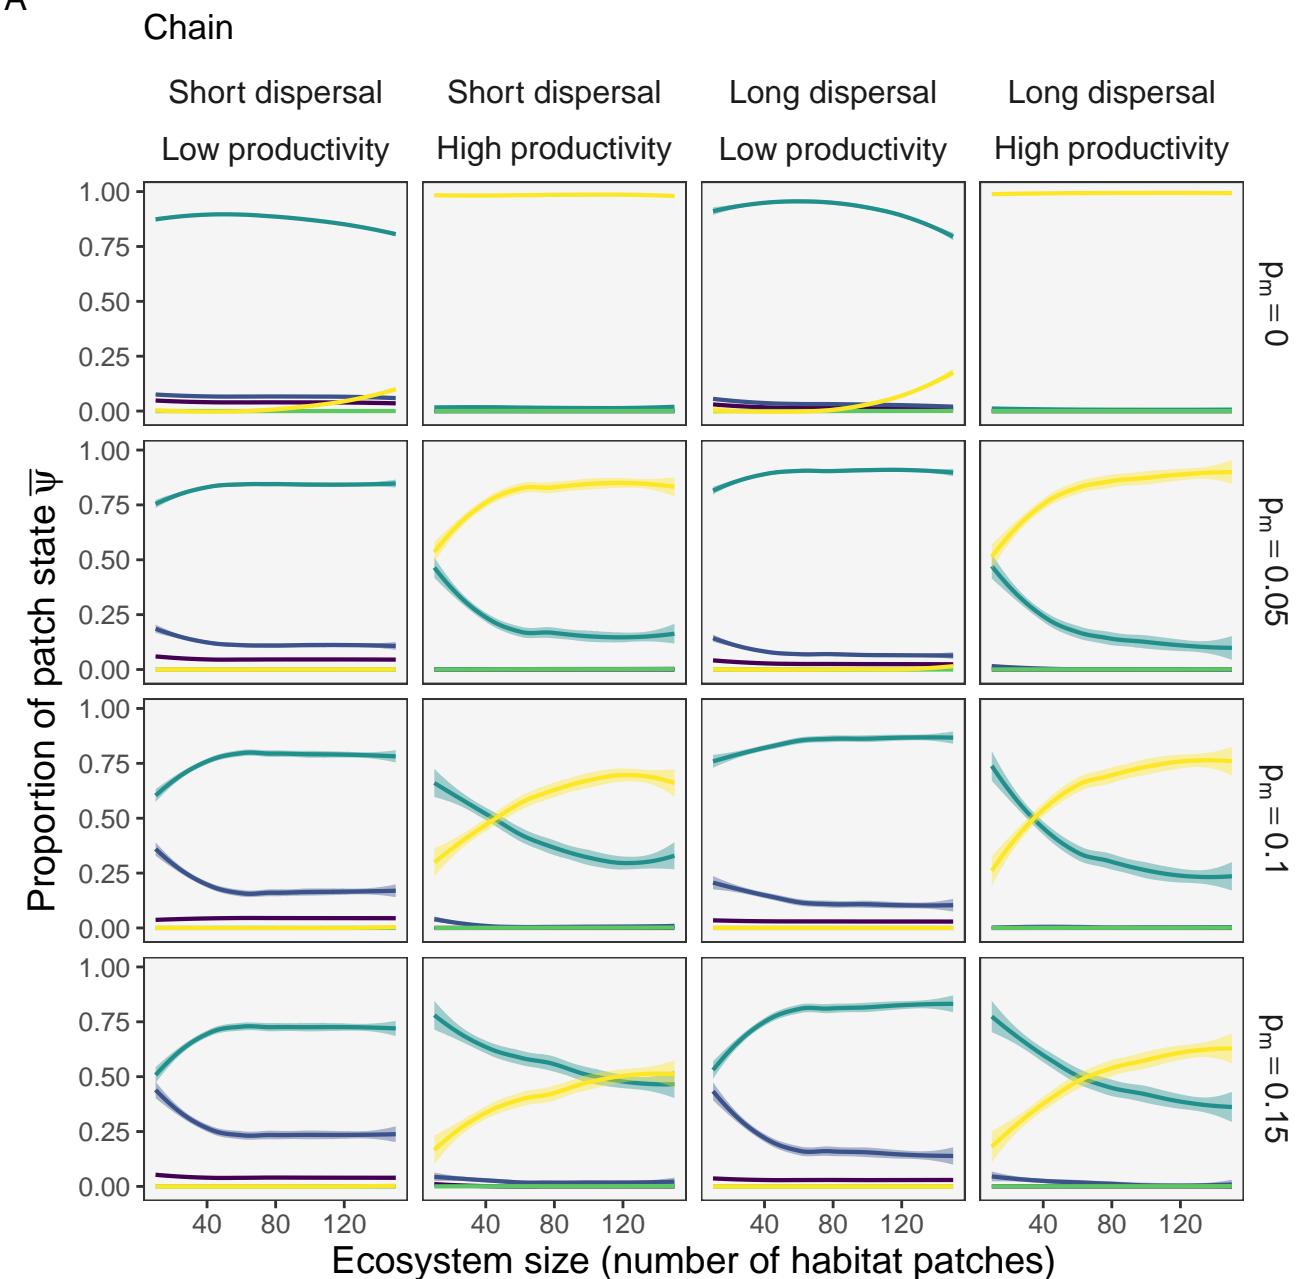 A
Chain
Short dispersal Short dispersal Long dispersal Long dispersal
Low productivity High productivity Low productivity High productivity
1.00
0.75
0.50
0.25
0.00
pm = 0
1.00
0.75
0.50
0.25
0.00
pm = 0.05
1.00
0.75
0.50
0.25
0.00
pm = 0.1
1.00
0.75
0.50
0.25
0.00
pm = 0.15
Proportion of patch state ψ̅
40 80 120 40 80 120 40 80 120 40 80 120
Ecosystem size (number of habitat patches)